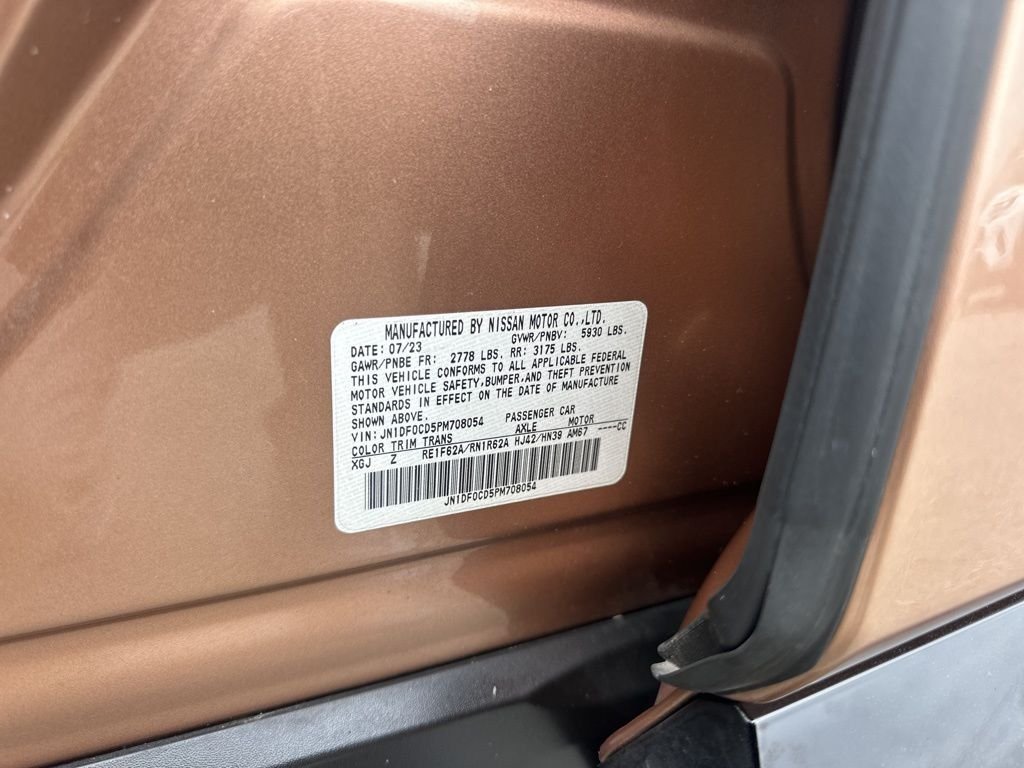 MANUFACTURED BY NISSAN MOTOR CO.,LTD.
DATE: 07/23 GVWR/PNBV: 5930 LBS.
GAWR/PNBE FR: 2778 LBS. RR: 3175 LBS.
THIS VEHICLE CONFORMS TO ALL APPLICABLE FEDERAL
MOTOR VEHICLE SAFETY,BUMPER,AND THEFT PREVENTION
STANDARDS IN EFFECT ON THE DATE OF MANUFACTURE
SHOWN ABOVE.
VIN: JN1DF0CD5PM708054 PASSENGER CAR
COLOR TRIM TRANS AXLE MOTOR ----CC
XGJ Z RE1F62A/RN1R62A HJ42/HN39 AM67
JN1DF0CD5PM708054